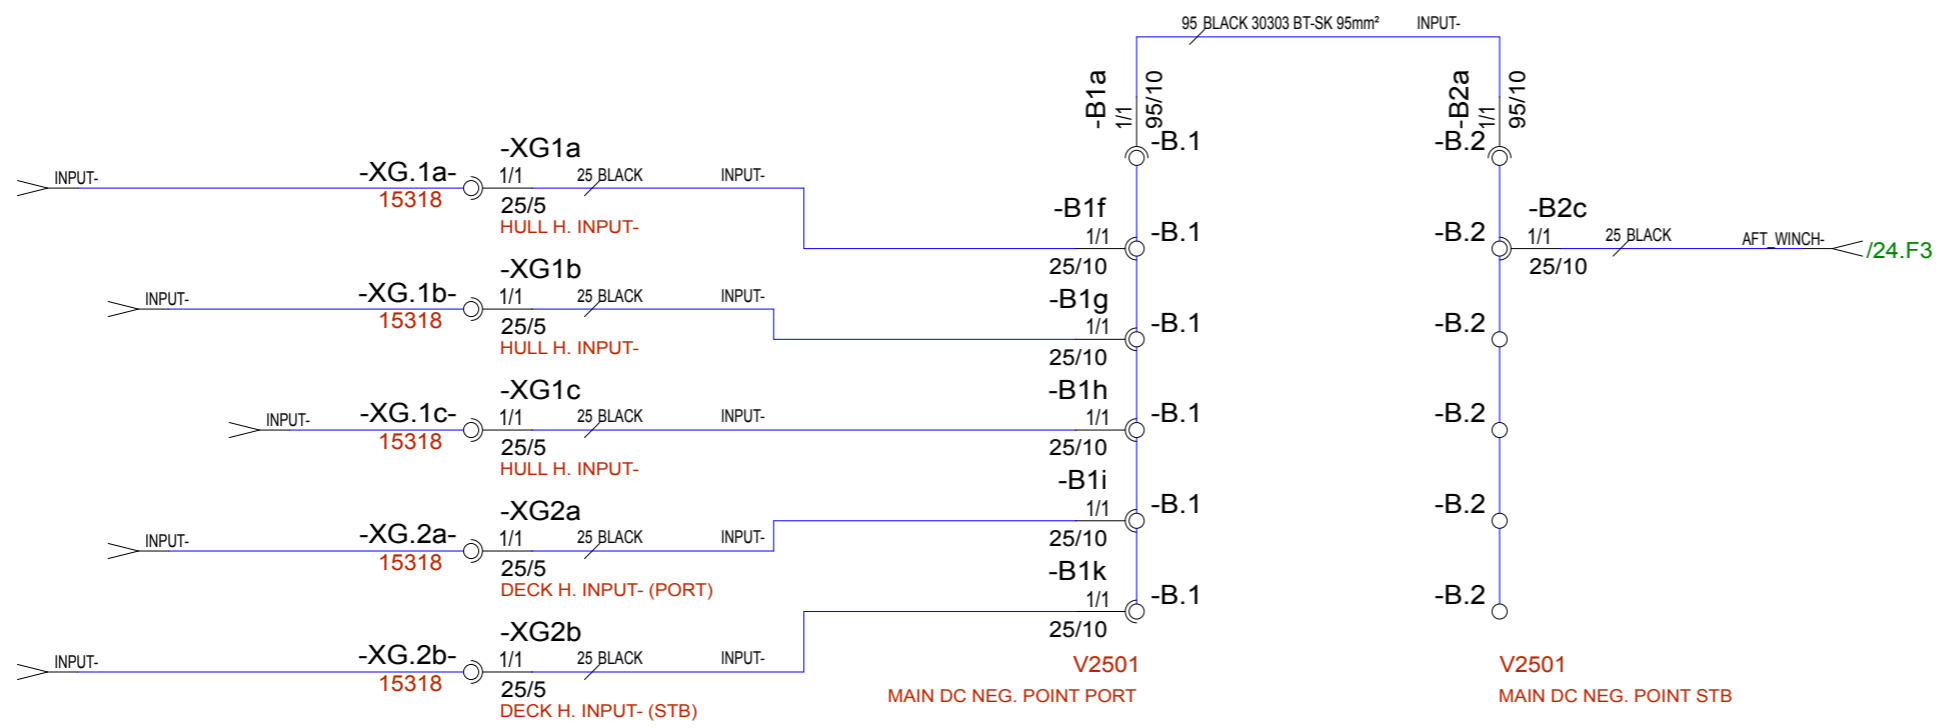 95 BLACK 30303 BT-SK 95mm² INPUT-
-B1a
1/1
95/10
-B2a
1/1
95/10
-B.1
-B.2
INPUT-
-XG.1a-
15318
-XG1a
1/1
25 BLACK
INPUT-
25/5
HULL H. INPUT-
-B1f
1/1
25/10
-B.1
-B.2
-B2c
1/1
25 BLACK
AFT_WINCH-
/24.F3
25/10
INPUT-
-XG.1b-
15318
-XG1b
1/1
25 BLACK
INPUT-
25/5
HULL H. INPUT-
-B1g
1/1
25/10
-B.1
-B.2
INPUT-
-XG.1c-
15318
-XG1c
1/1
25 BLACK
INPUT-
25/5
HULL H. INPUT-
-B1h
1/1
25/10
-B.1
-B.2
INPUT-
-XG.2a-
15318
-XG2a
1/1
25 BLACK
INPUT-
25/5
DECK H. INPUT- (PORT)
-B1i
1/1
25/10
-B.1
-B.2
INPUT-
-XG.2b-
15318
-XG2b
1/1
25 BLACK
INPUT-
25/5
DECK H. INPUT- (STB)
-B1k
1/1
25/10
-B.1
-B.2
V2501
MAIN DC NEG. POINT PORT
V2501
MAIN DC NEG. POINT STB